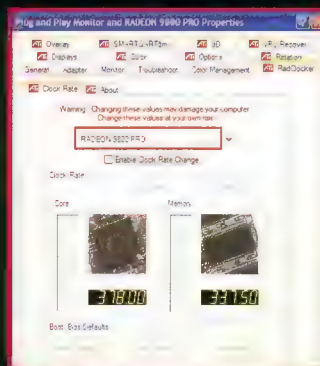 Plug and Play Monitor and RADEON 9800 PRO Properties
Overlay SMARTGART 3D VPU Recover
Displays Color Options Rotation
General Adapter Monitor Troubleshoot Color Management RadClocker
Clock Rate About
Warning: Changing these values may damage your computer
Change these values at your own risk
RADEON 9800 PRO
Enable Clock Rate Change
Clock Rate
Core Memory
378.00 337.50
Boot Bios Defaults